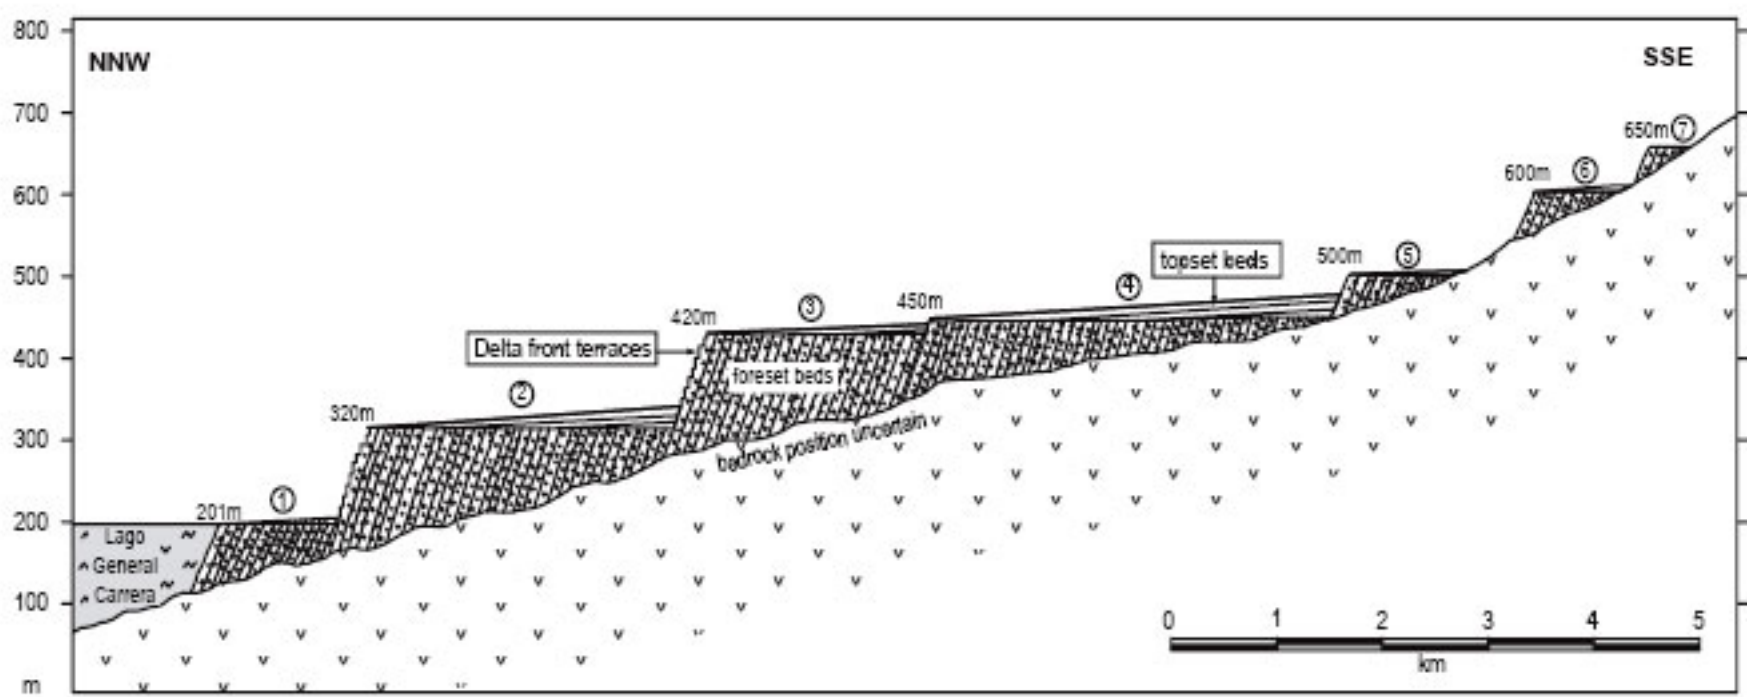 800
NNW
SSE
700
650m 7
600m 6
600
topset beds
500m 5
500
4
450m
3
420m
Delta front terraces
400
foreset beds
2
320m
bedrock position uncertain
300
1
201m
200
Lago
General
Carrera
100
0 1 2 3 4 5
km
m